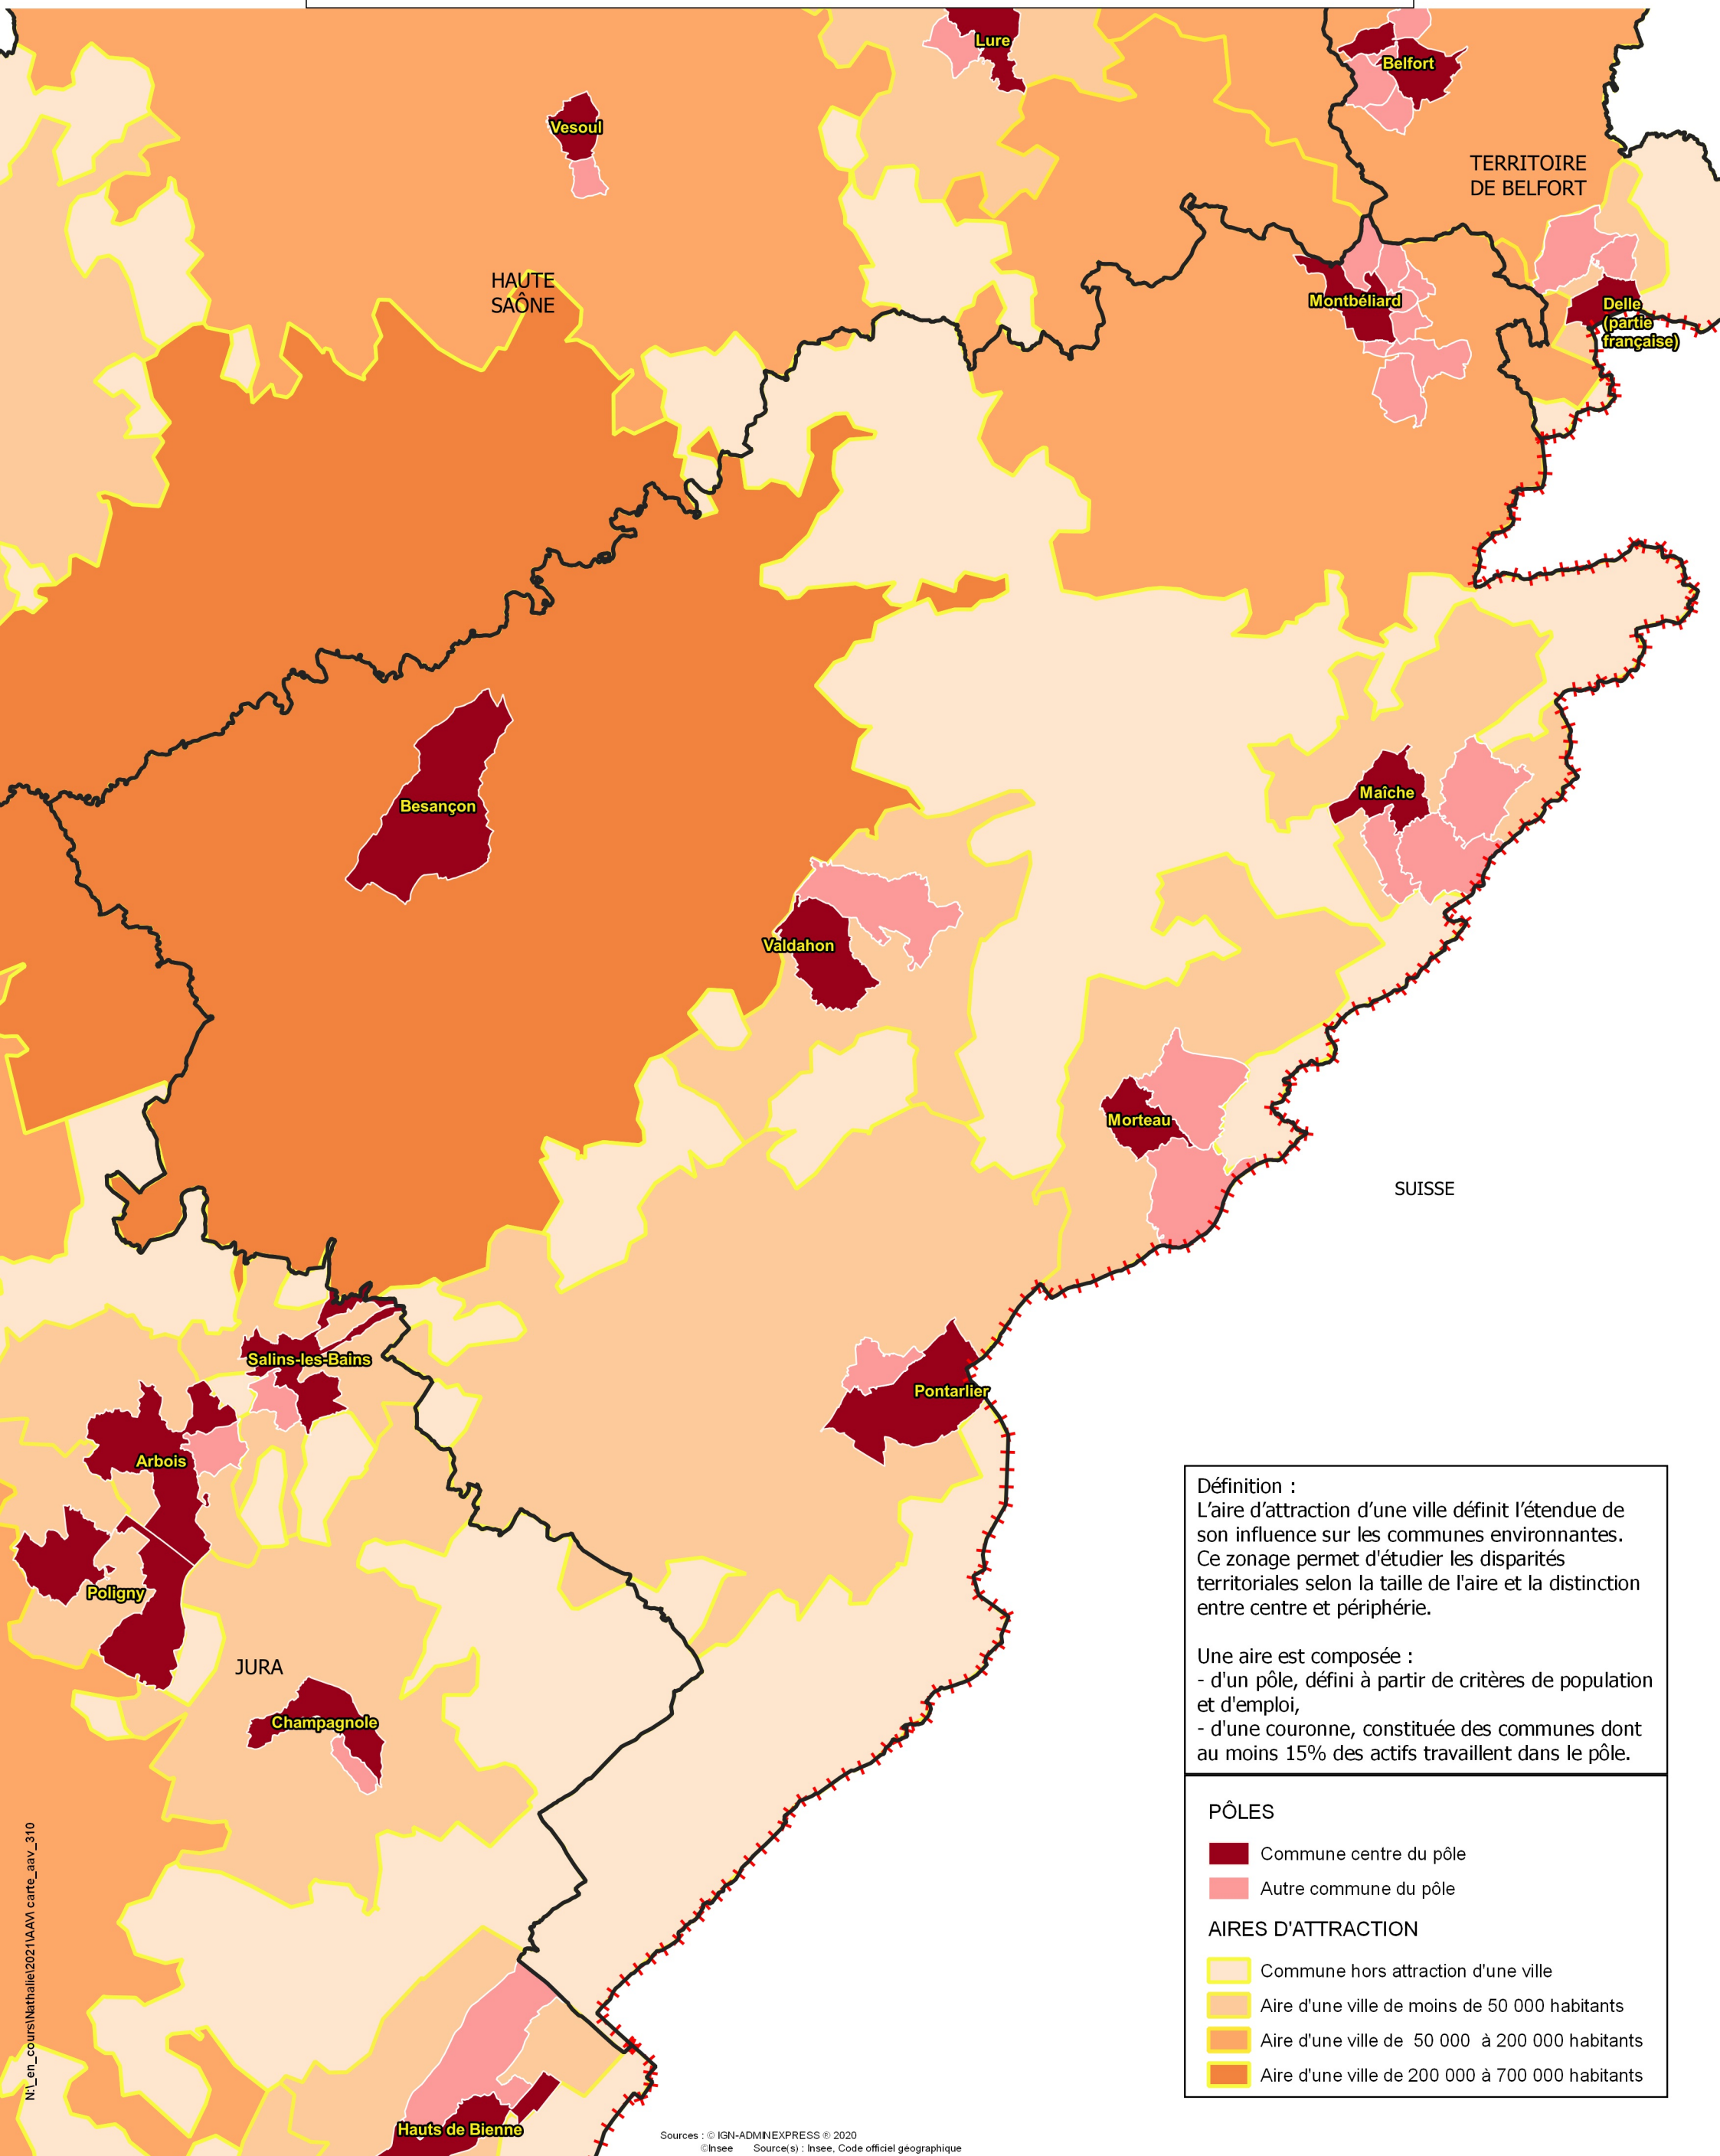 Lure
Belfort
Vesoul
TERRITOIRE
DE BELFORT
HAUTE
SAÔNE
Montbéliard
Delle
(partie
française)
Besançon
Maîche
Valdahon
Morteau
SUISSE
Salins-les-Bains
Pontarlier
Arbois
Poligny
JURA
Champagnole
Hauts de Bienne
Définition :
L'aire d'attraction d'une ville définit l'étendue de
son influence sur les communes environnantes.
Ce zonage permet d'étudier les disparités
territoriales selon la taille de l'aire et la distinction
entre centre et périphérie.
Une aire est composée :
- d'un pôle, défini à partir de critères de population
et d'emploi,
- d'une couronne, constituée des communes dont
au moins 15% des actifs travaillent dans le pôle.
PÔLES
Commune centre du pôle
Autre commune du pôle
AIRES D'ATTRACTION
Commune hors attraction d'une ville
Aire d'une ville de moins de 50 000 habitants
Aire d'une ville de 50 000 à 200 000 habitants
Aire d'une ville de 200 000 à 700 000 habitants
N:\_en_cours\Nathalie\2021\AAV\ carte_aav_310
Sources : © IGN-ADMINEXPRESS ® 2020
©Insee Source(s) : Insee, Code officiel géographique